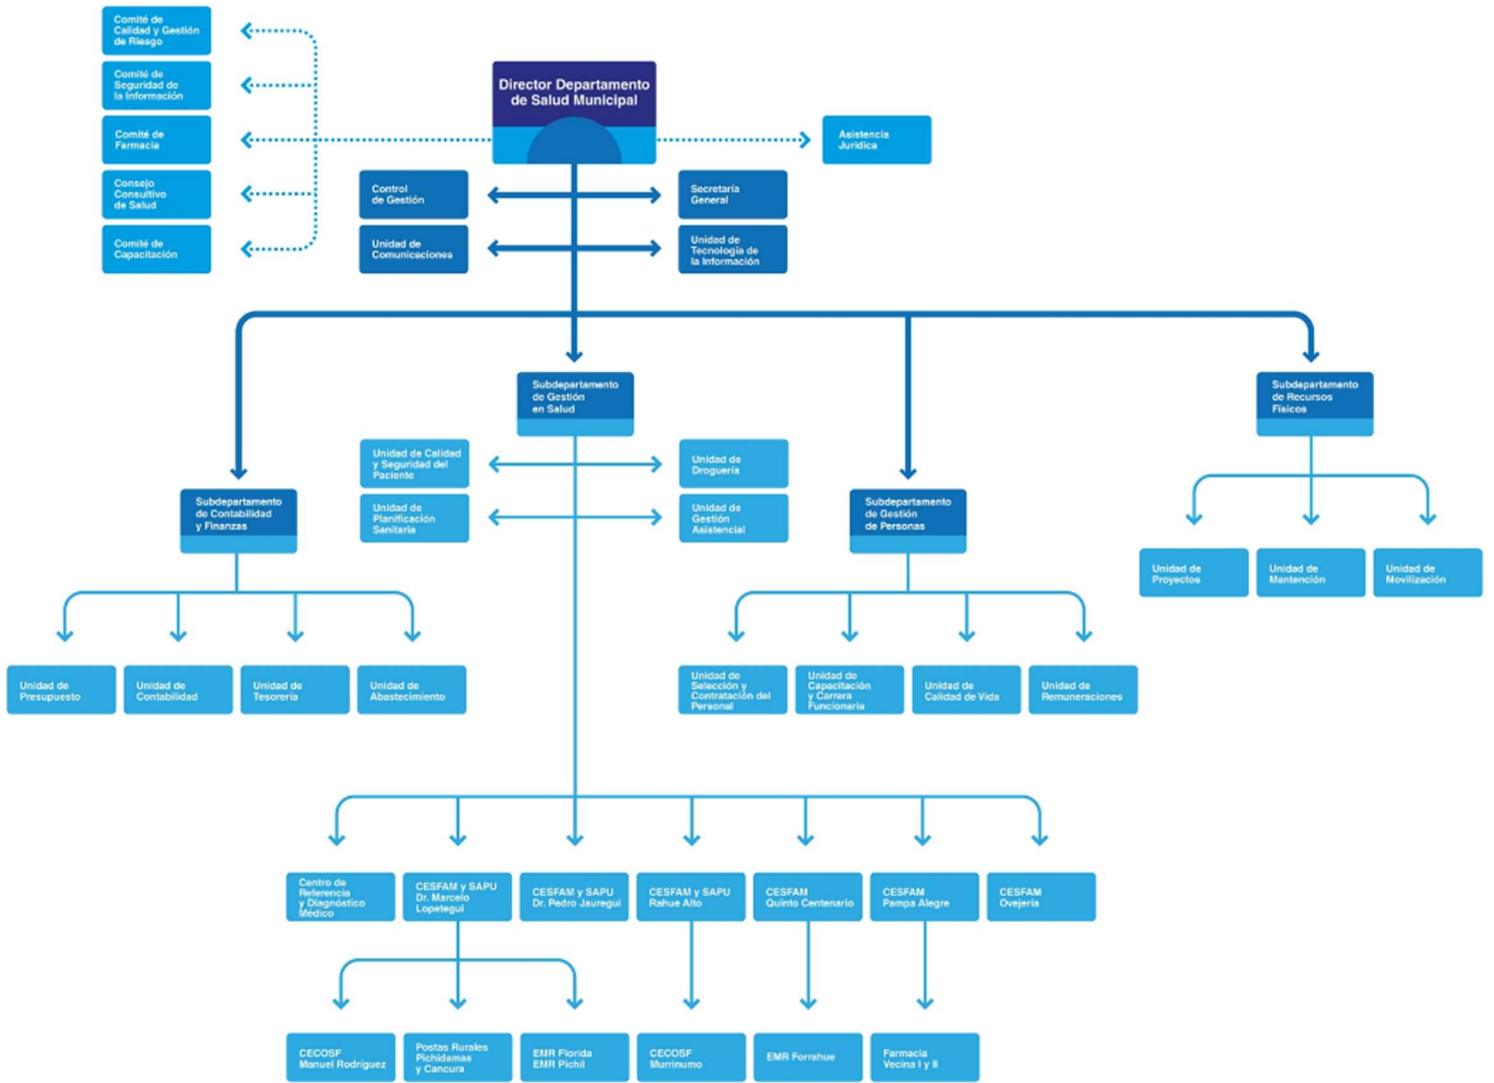 Comité de
Calidad y Gestión
de Riesgo
Comité de
Seguridad de
la Información
Comité de
Farmacia
Consejo
Consultivo
de Salud
Comité de
Capacitación
Director Departamento
de Salud Municipal
Asistencia
Jurídica
Control
de Gestión
Secretaría
General
Unidad de
Comunicaciones
Unidad de
Tecnología de
la Información
Subdepartamento
de Gestión
en Salud
Subdepartamento
de Recursos
Físicos
Unidad de Calidad
y Seguridad del
Paciente
Unidad de
Droguería
Unidad de
Planificación
Sanitaria
Unidad de
Gestión
Asistencial
Subdepartamento
de Contabilidad
y Finanzas
Subdepartamento
de Gestión
de Personas
Unidad de
Proyectos
Unidad de
Mantención
Unidad de
Movilización
Unidad de
Presupuesto
Unidad de
Contabilidad
Unidad de
Tesorería
Unidad de
Abastecimiento
Unidad de
Selección y
Contratación del
Personal
Unidad de
Capacitación
y Carrera
Funcionaria
Unidad de
Calidad de Vida
Unidad de
Remuneraciones
Centro de
Referencia
y Diagnóstico
Médico
CESFAM y SAPU
Dr. Marcelo
Lopetegui
CESFAM y SAPU
Dr. Pedro Jauregui
CESFAM y SAPU
Rahue Alto
CESFAM
Quinto Centenario
CESFAM
Pampa Alegre
CESFAM
Ovejería
CECOSF
Manuel Rodríguez
Postas Rurales
Pichidamas
y Cancura
EMR Florida
EMR Pichil
CECOSF
Murrinumo
EMR Forrahue
Farmacia
Vecina I y II